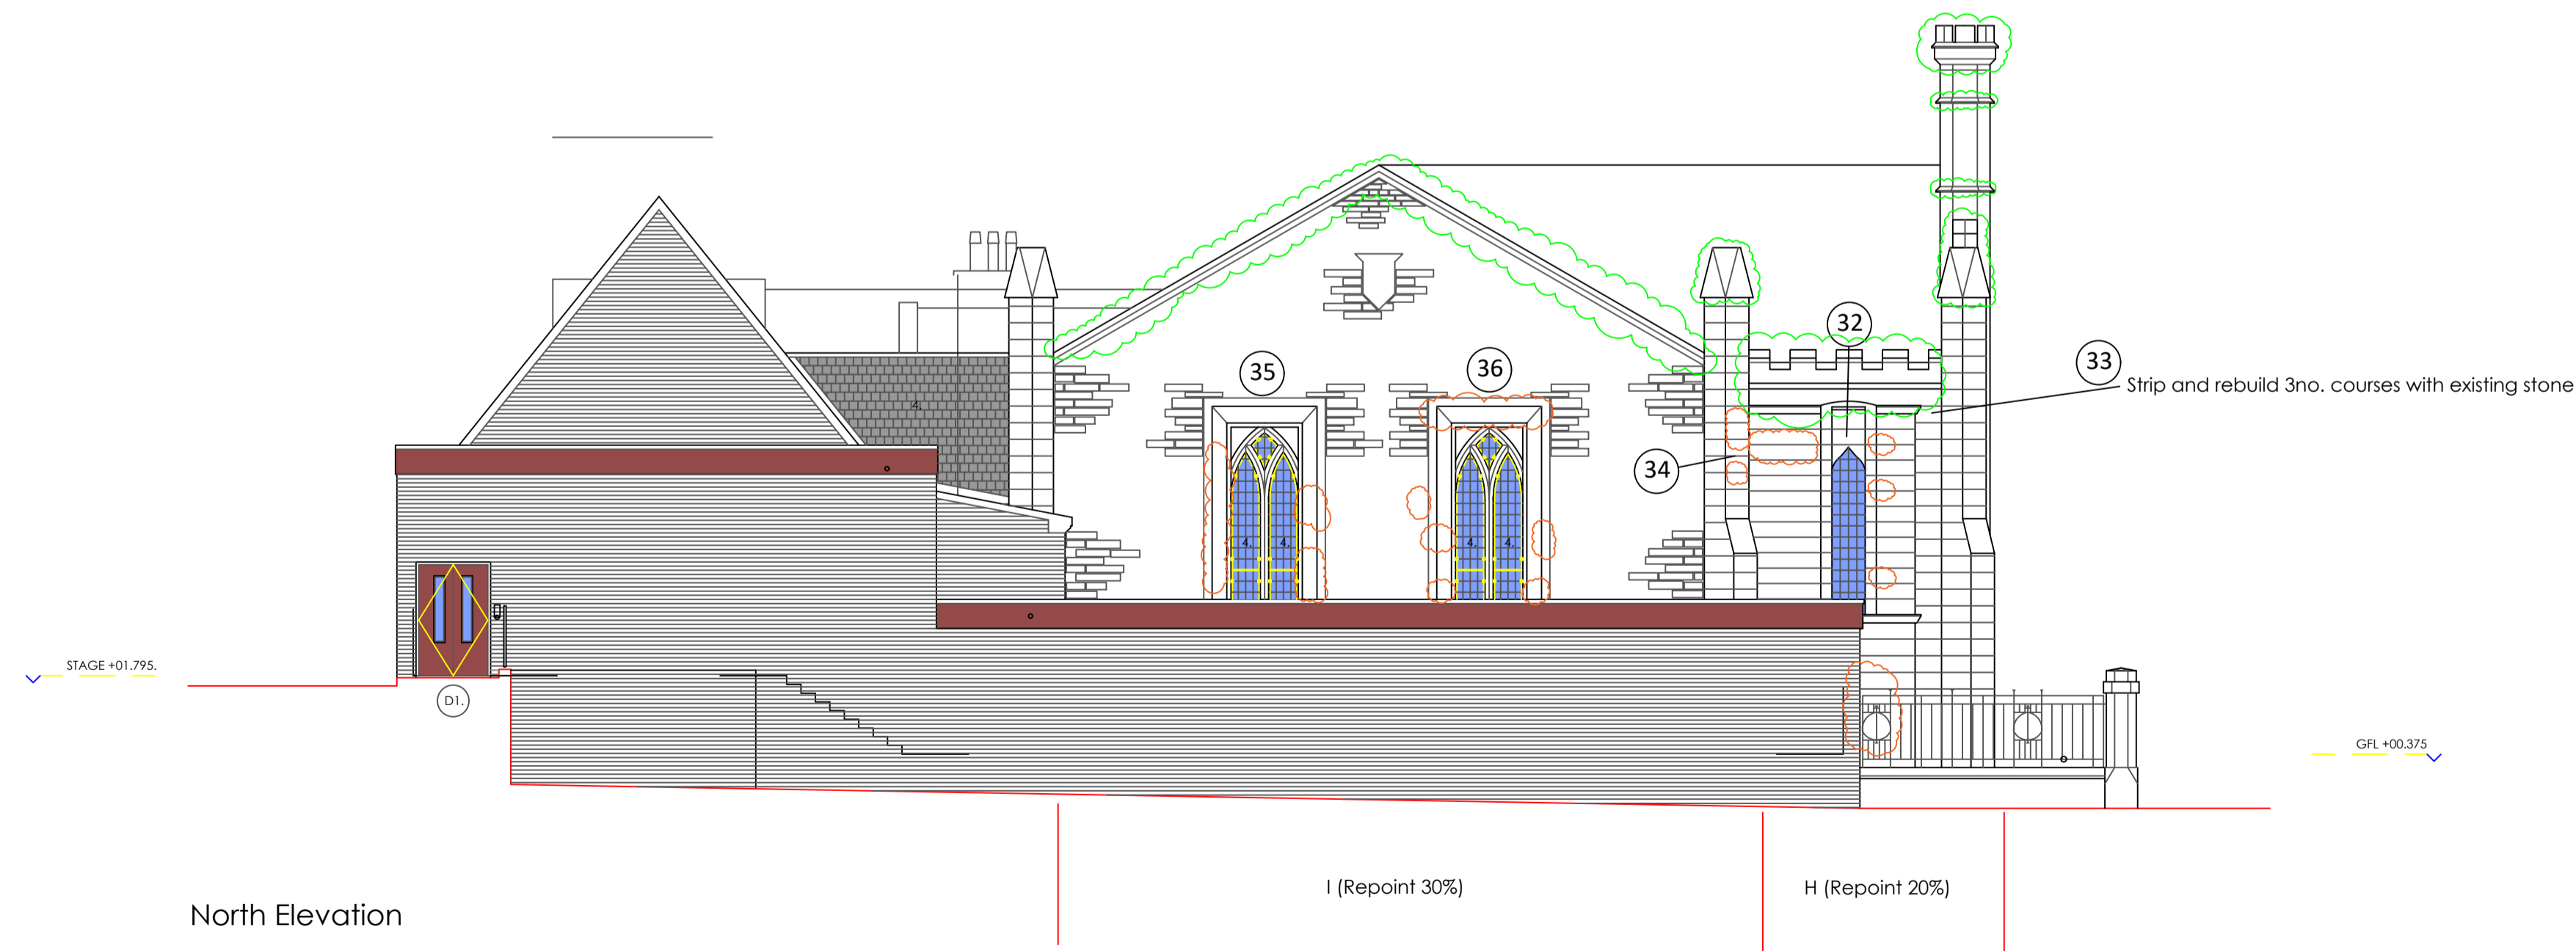 32
33
Strip and rebuild 3no. courses with existing stone
35
36
4.
34
4.
4.
4.
4.
STAGE +01.795.
D1.
GFL +00.375
I (Repoint 30%)
H (Repoint 20%)
North Elevation